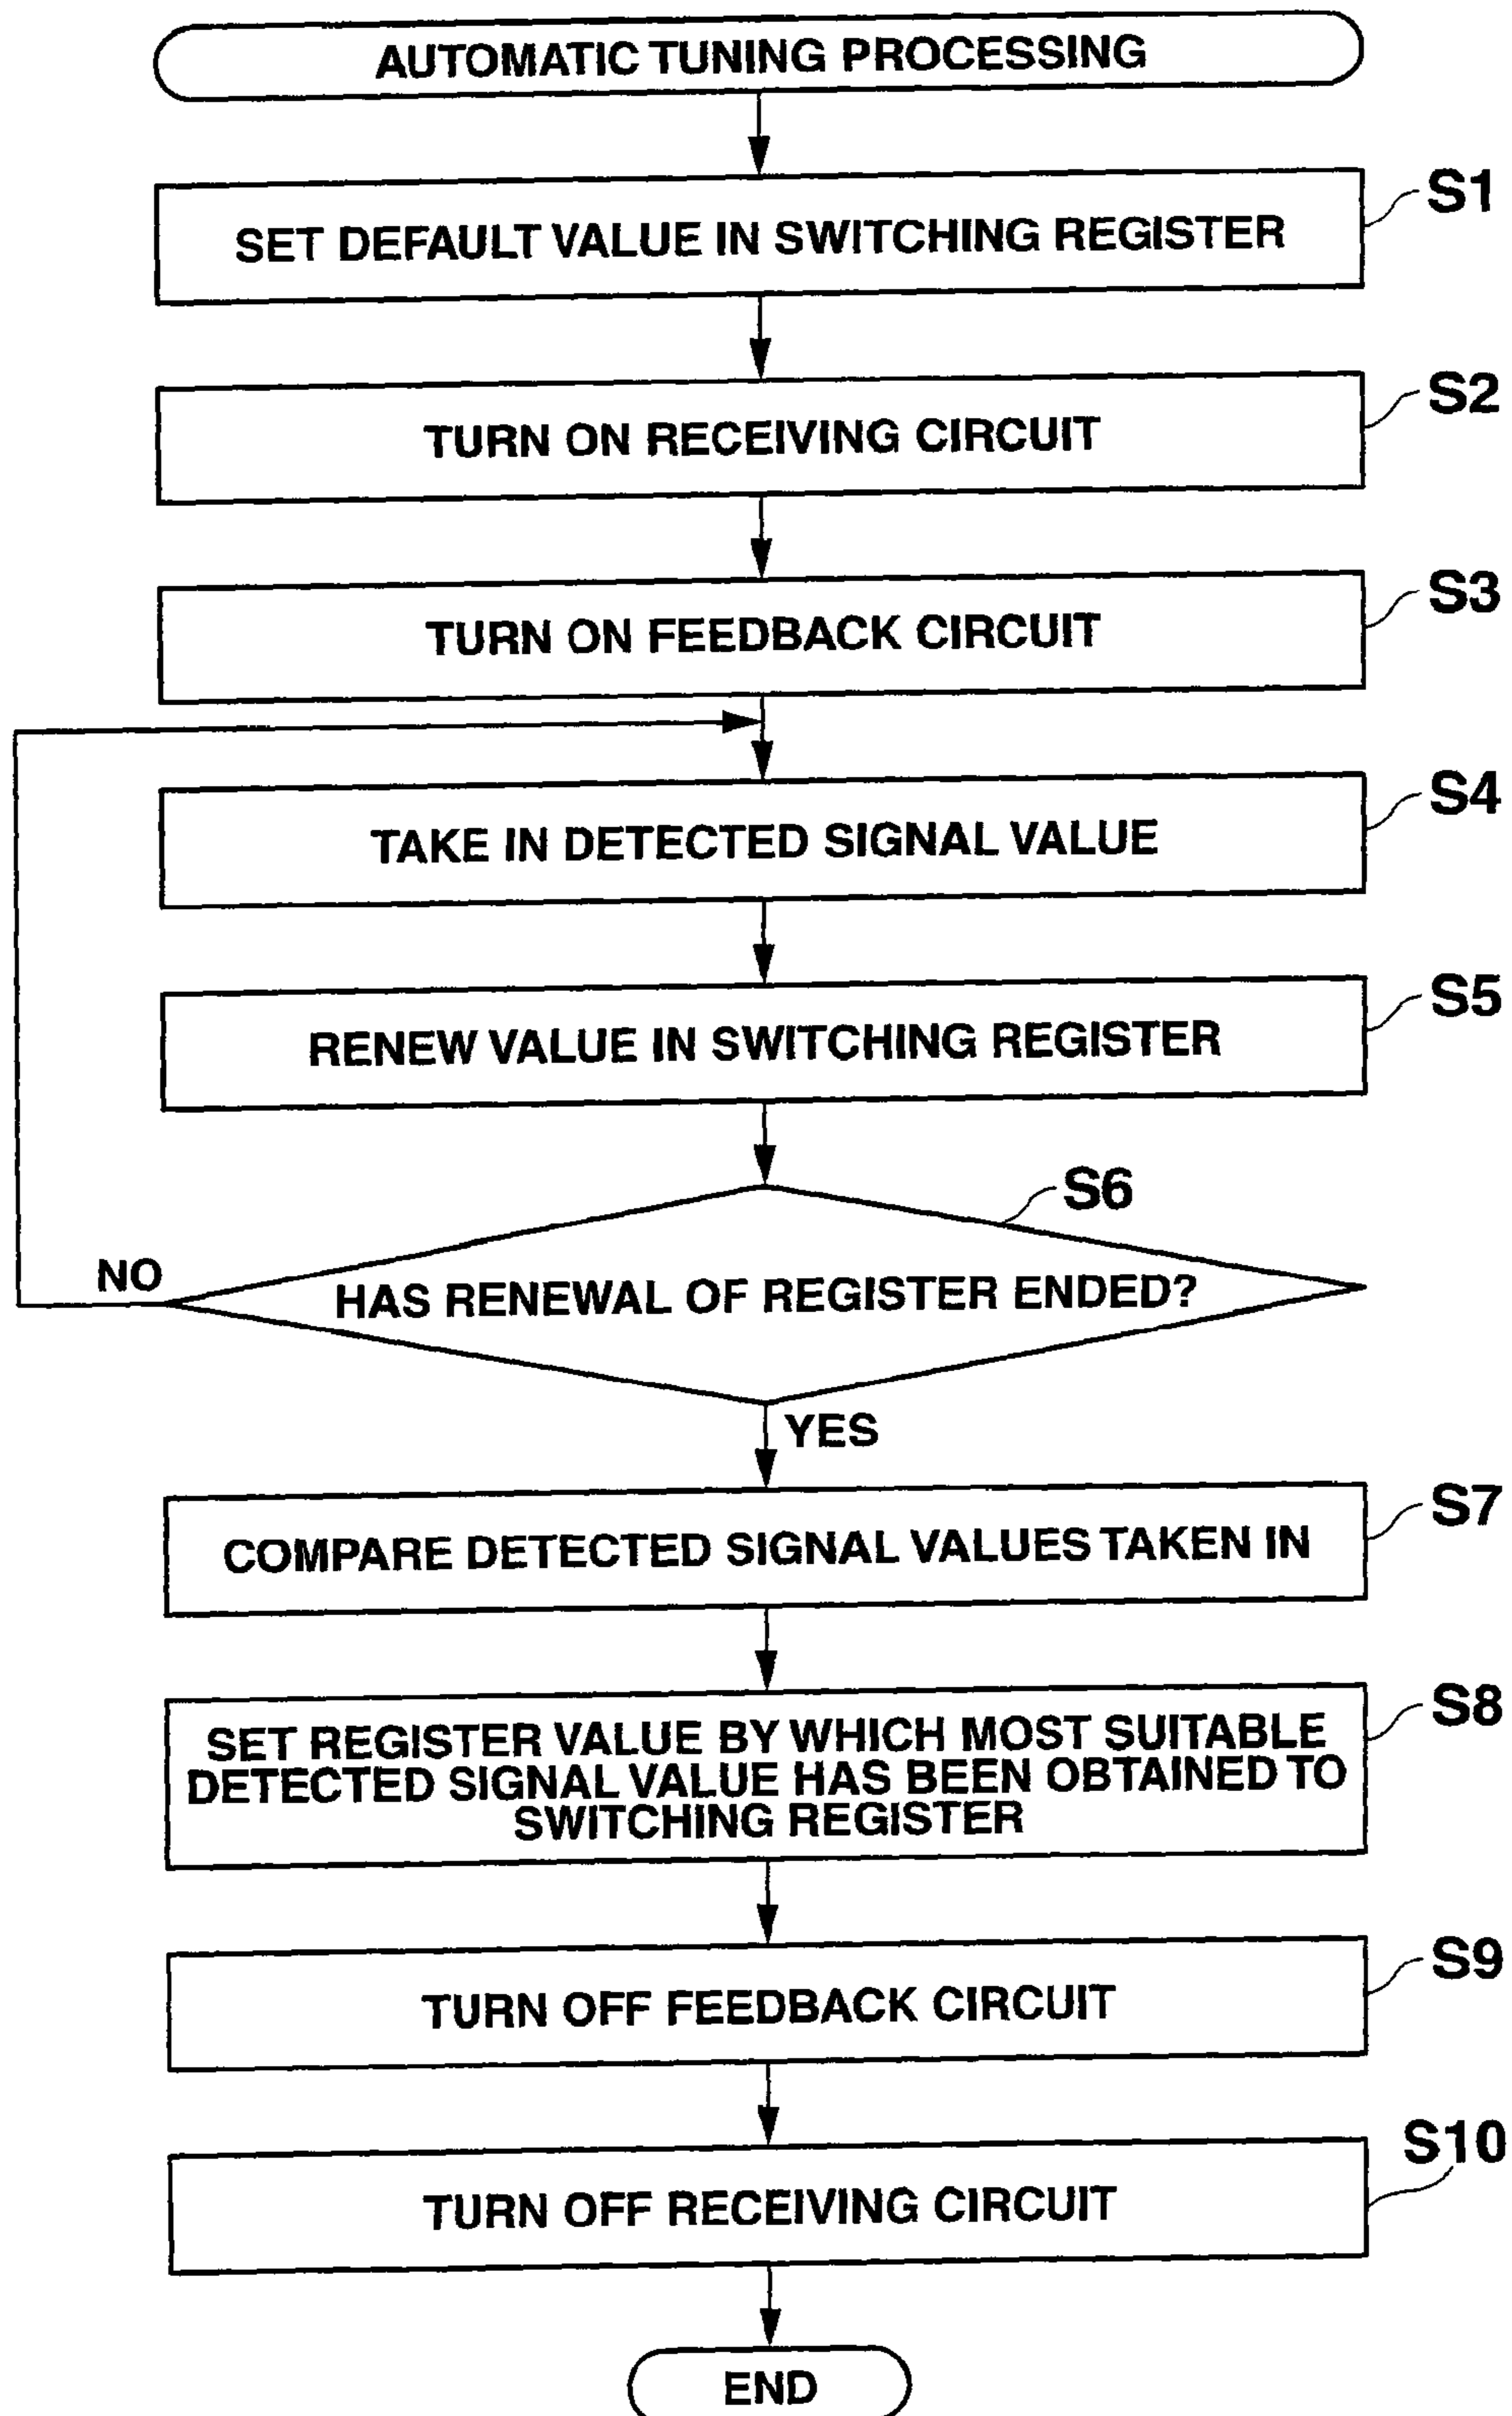 AUTOMATIC TUNING PROCESSING
S1
SET DEFAULT VALUE IN SWITCHING REGISTER
S2
TURN ON RECEIVING CIRCUIT
S3
TURN ON FEEDBACK CIRCUIT
S4
TAKE IN DETECTED SIGNAL VALUE
S5
RENEW VALUE IN SWITCHING REGISTER
S6
NO
HAS RENEWAL OF REGISTER ENDED?
YES
S7
COMPARE DETECTED SIGNAL VALUES TAKEN IN
S8
SET REGISTER VALUE BY WHICH MOST SUITABLE
DETECTED SIGNAL VALUE HAS BEEN OBTAINED TO
SWITCHING REGISTER
S9
TURN OFF FEEDBACK CIRCUIT
S10
TURN OFF RECEIVING CIRCUIT
END